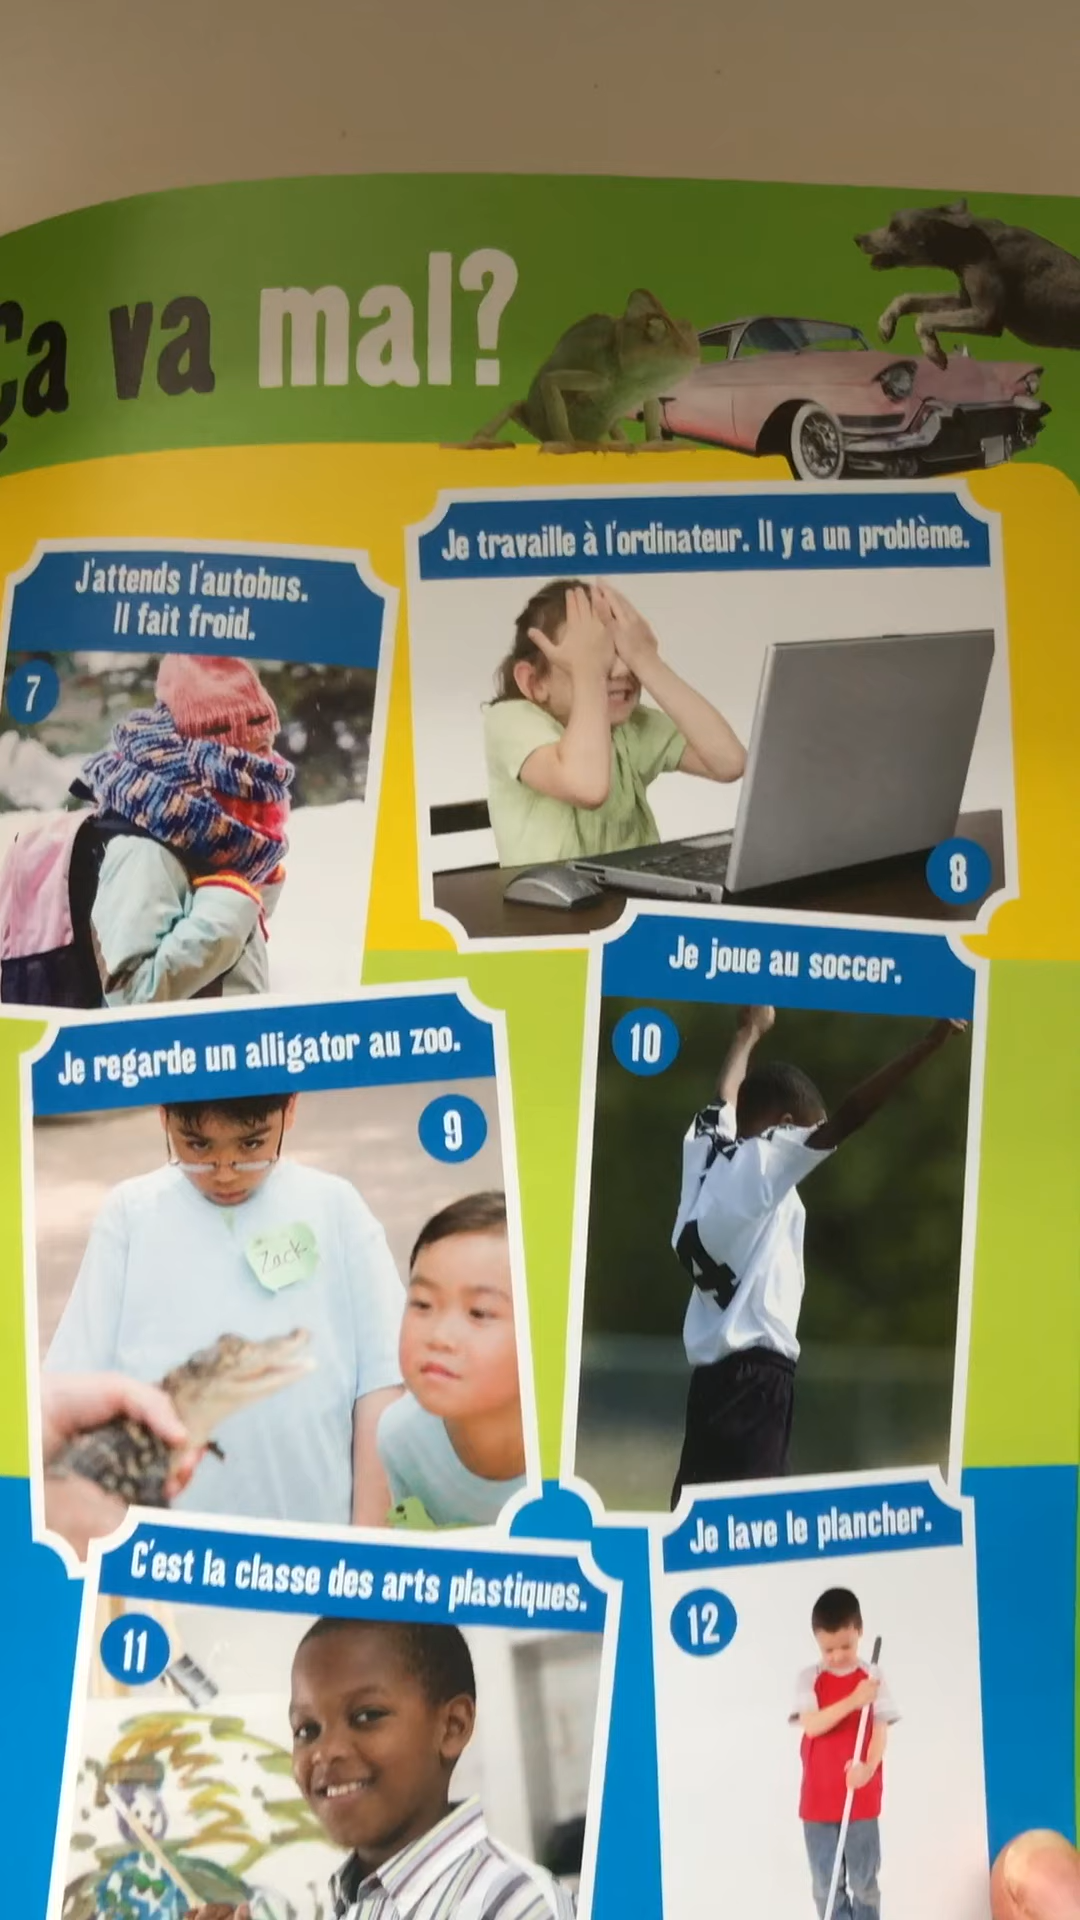 Ça va mal?
J'attends l'autobus.
Il fait froid.
7
Je travaille à l'ordinateur. Il y a un problème.
8
Je regarde un alligator au zoo.
9
Zack
Je joue au soccer.
10
4
C'est la classe des arts plastiques.
11
Je lave le plancher.
12